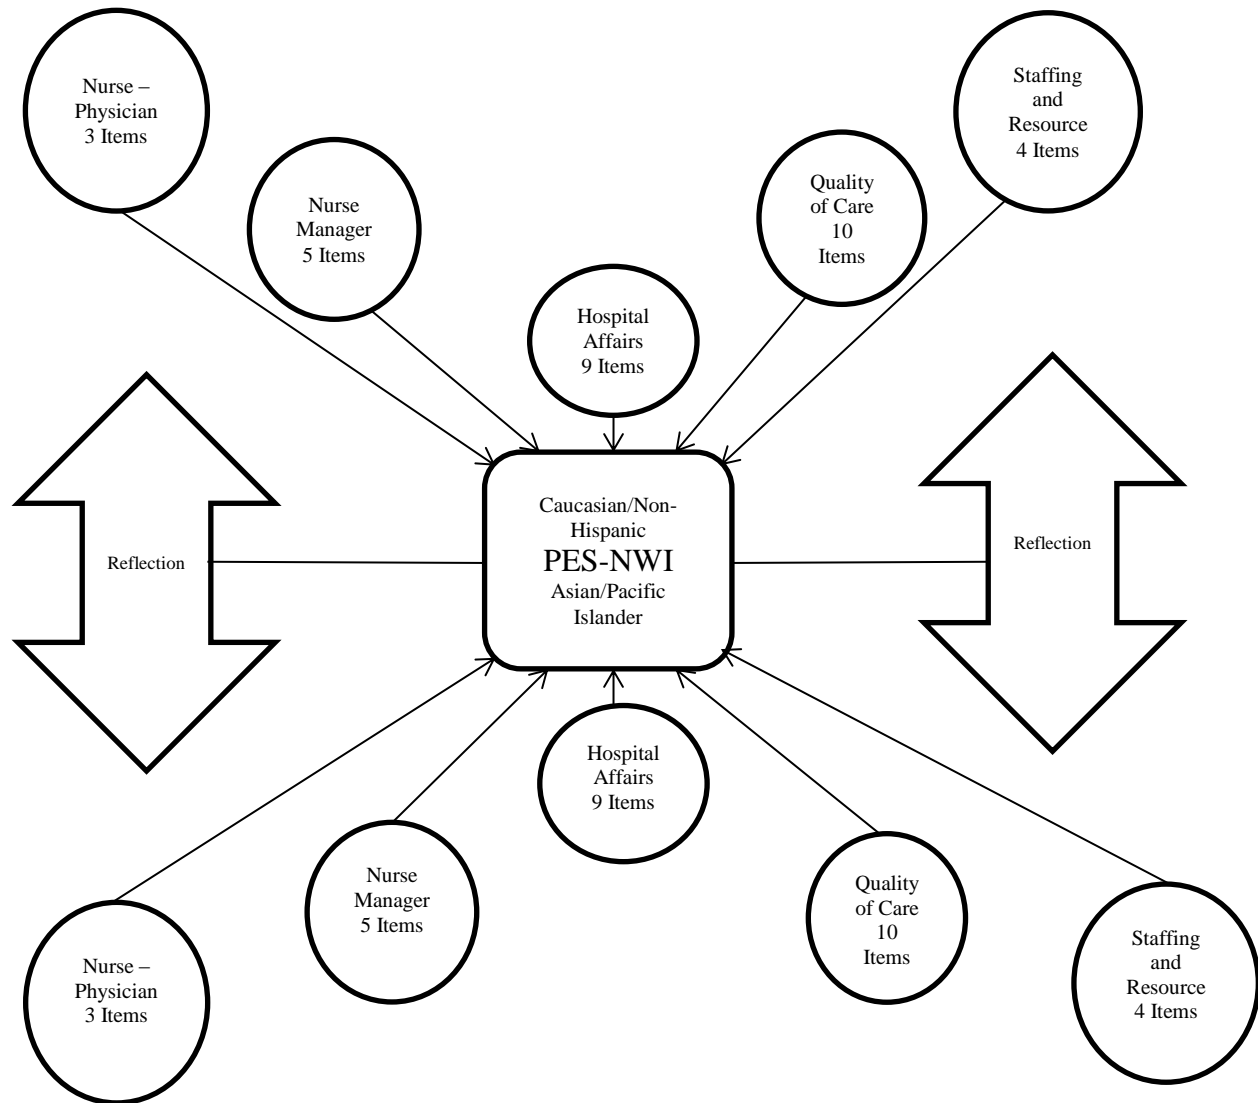 Nurse –
Physician
3 Items
Nurse
Manager
5 Items
Hospital
Affairs
9 Items
Quality
of Care
10
Items
Staffing
and
Resource
4 Items
Reflection
Caucasian/Non-
Hispanic
PES-NWI
Asian/Pacific
Islander
Reflection
Nurse –
Physician
3 Items
Nurse
Manager
5 Items
Hospital
Affairs
9 Items
Quality
of Care
10
Items
Staffing
and
Resource
4 Items